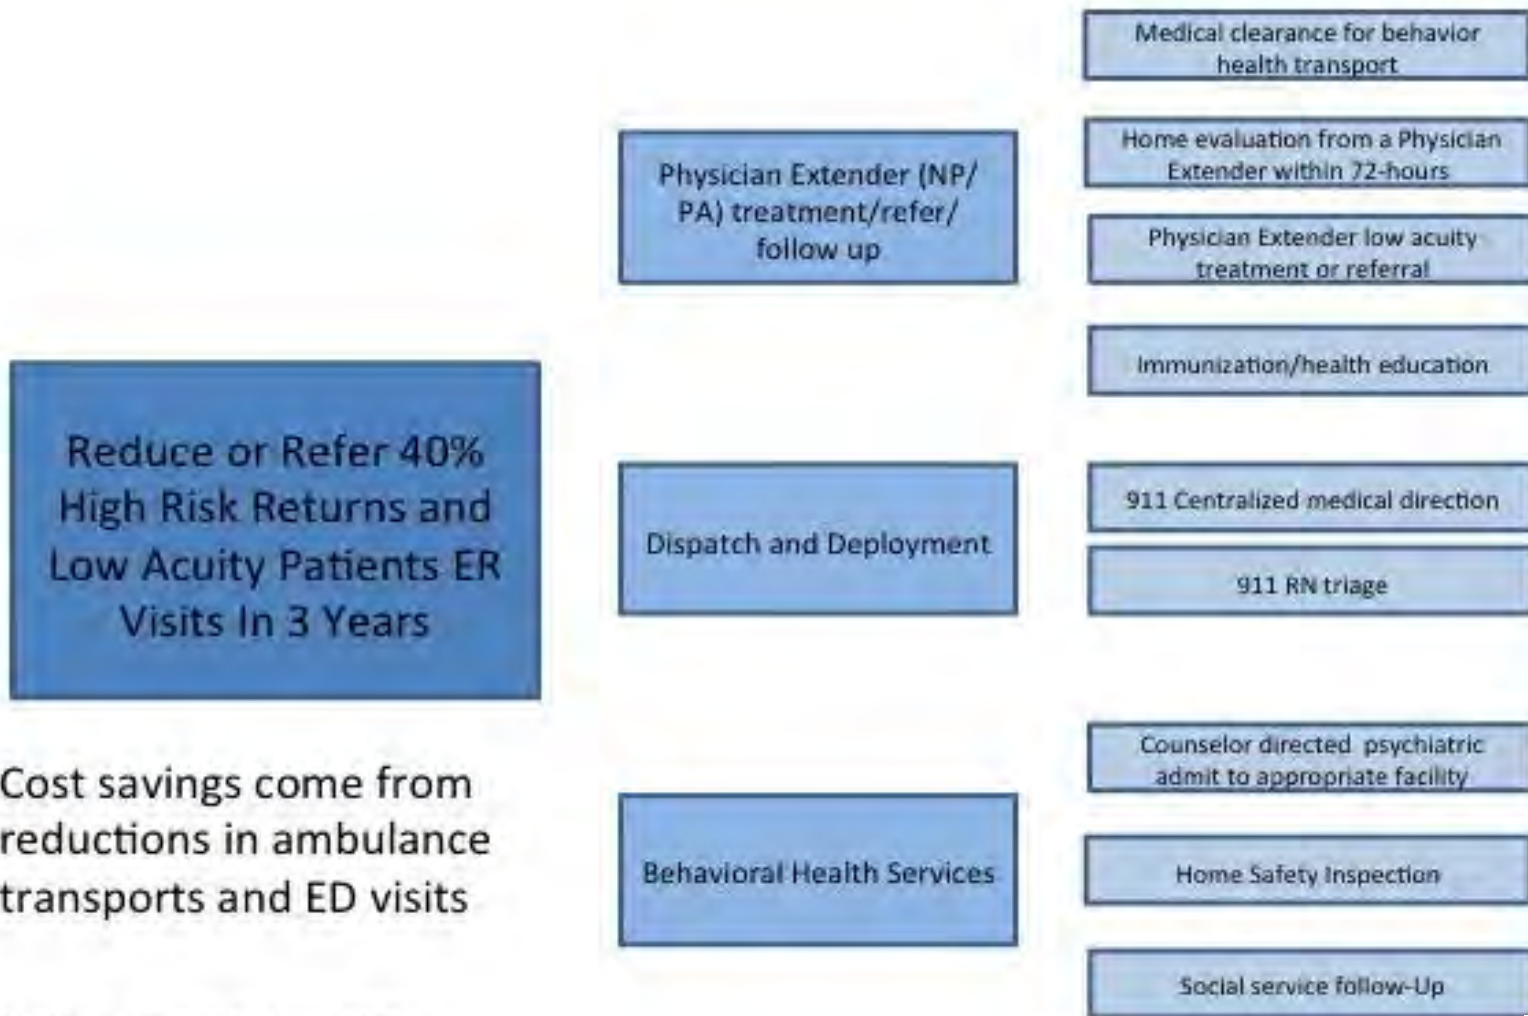 Reduce or Refer 40%
High Risk Returns and
Low Acuity Patients ER
Visits In 3 Years
Cost savings come from
reductions in ambulance
transports and ED visits
Physician Extender (NP/
PA) treatment/refer/
follow up
Medical clearance for behavior
health transport
Home evaluation from a Physician
Extender within 72-hours
Physician Extender low acuity
treatment or referral
Immunization/health education
Dispatch and Deployment
911 Centralized medical direction
911 RN triage
Behavioral Health Services
Counselor directed  psychiatric
admit to appropriate facility
Home Safety Inspection
Social service follow-Up